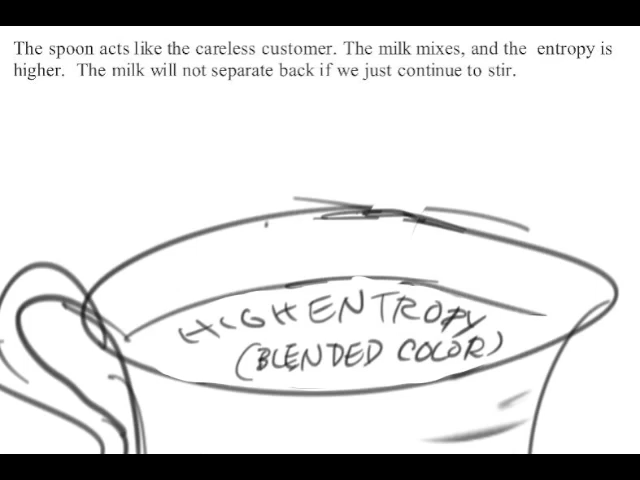 The spoon acts like the careless customer. The milk mixes, and the entropy is
higher. The milk will not separate back if we just continue to stir.
HIGH ENTROPY
(BLENDED COLOR)